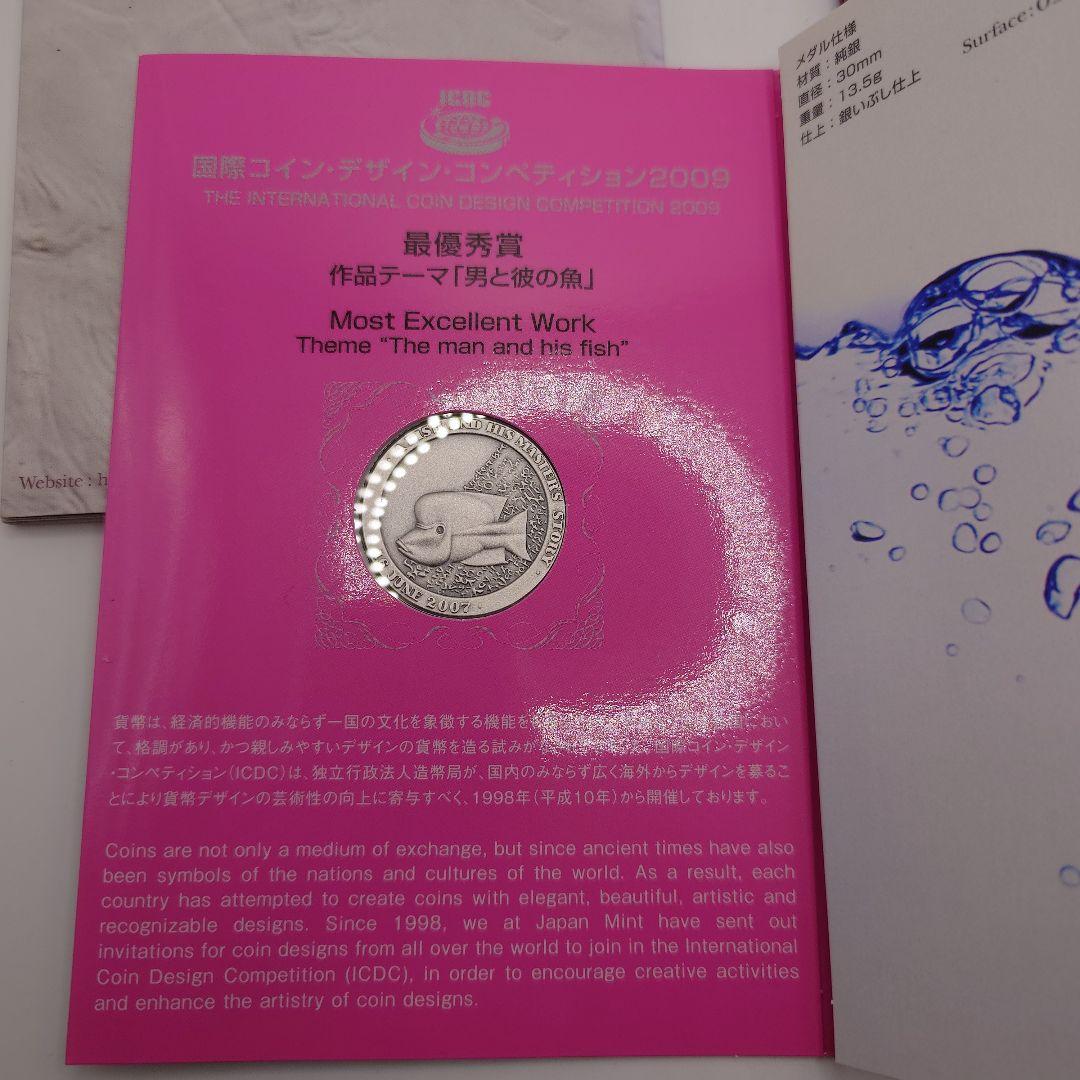 ICDC
国際コイン・デザイン・コンペティション2009
THE INTERNATIONAL COIN DESIGN COMPETITION 2009
最優秀賞
作品テーマ「男と彼の魚」
Most Excellent Work
Theme "The man and his fish"
AND HIS MASTER'S STORY ·
16 JUNE 2007 ·
貨幣は、経済的機能のみならず一国の文化を象徴する機能を
て、格調があり、かつ親しみやすいデザインの貨幣を造る試みが 国際コイン・デザイン
・コンペティション(ICDC)は、独立行政法人造幣局が、国内のみならず広く海外からデザインを募るこ
とにより貨幣デザインの芸術性の向上に寄与すべく、1998年(平成10年)から開催しております。
Coins are not only a medium of exchange, but since ancient times have also
been symbols of the nations and cultures of the world. As a result, each
country has attempted to create coins with elegant, beautiful, artistic and
recognizable designs. Since 1998, we at Japan Mint have sent out
invitations for coin designs from all over the world to join in the International
Coin Design Competition (ICDC), in order to encourage creative activities
and enhance the artistry of coin designs.
Website : h
メダル仕様
材質：純銀
直径：30mm
重量：13.5g
仕上：銀いぶし仕上
Surface: